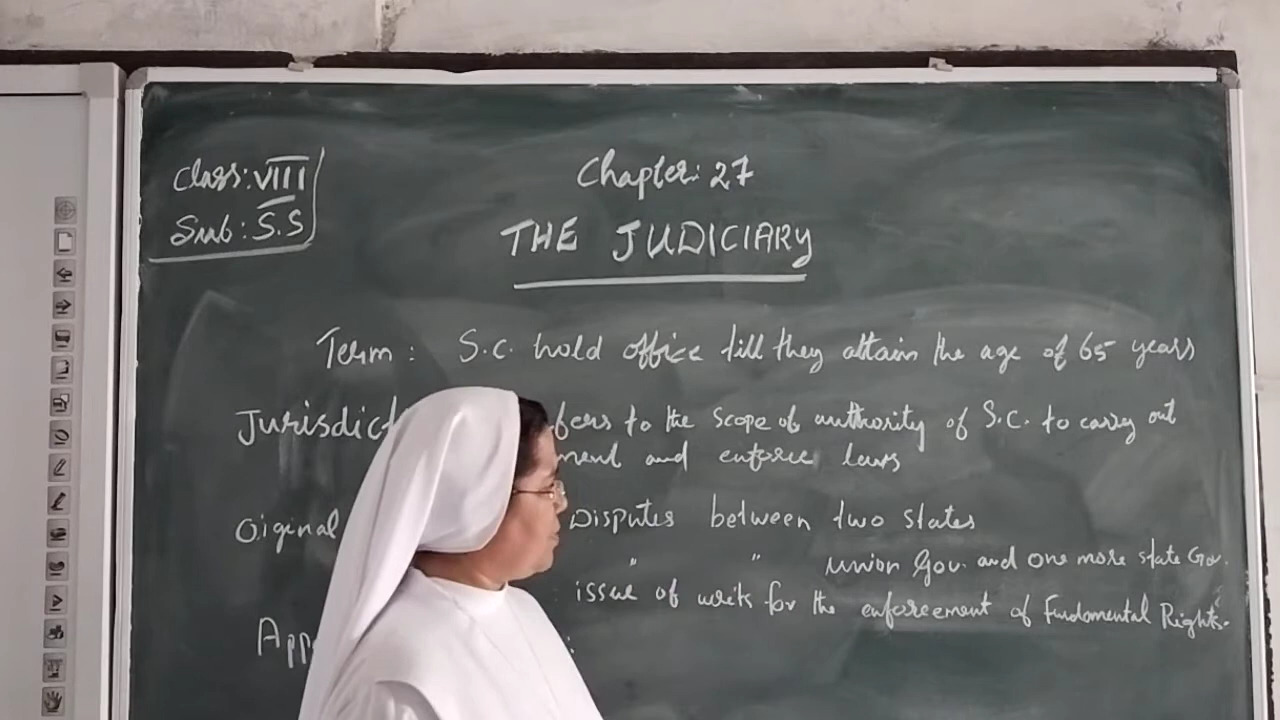 Class: VIII
Sub: S.S
Chapter: 27
THE JUDICIARY
Term: S.C. hold office till they attain the age of 65 years
Jurisdict fers to the scope of authority of S.C. to carry out
ment and enforce laws
Oiginal Disputes between two states
" " Union Gov. and one more state Gov.
issue of writs for the enforcement of Fundamental Rights.
App :